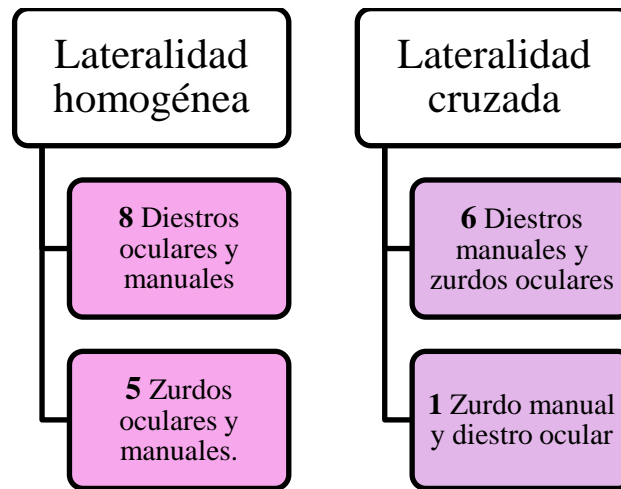 Lateralidad
homogénea
8 Diestros
oculares y
manuales
5 Zurdos
oculares y
manuales.
Lateralidad
cruzada
6 Diestros
manuales y
zurdos oculares
1 Zurdo manual
y diestro ocular